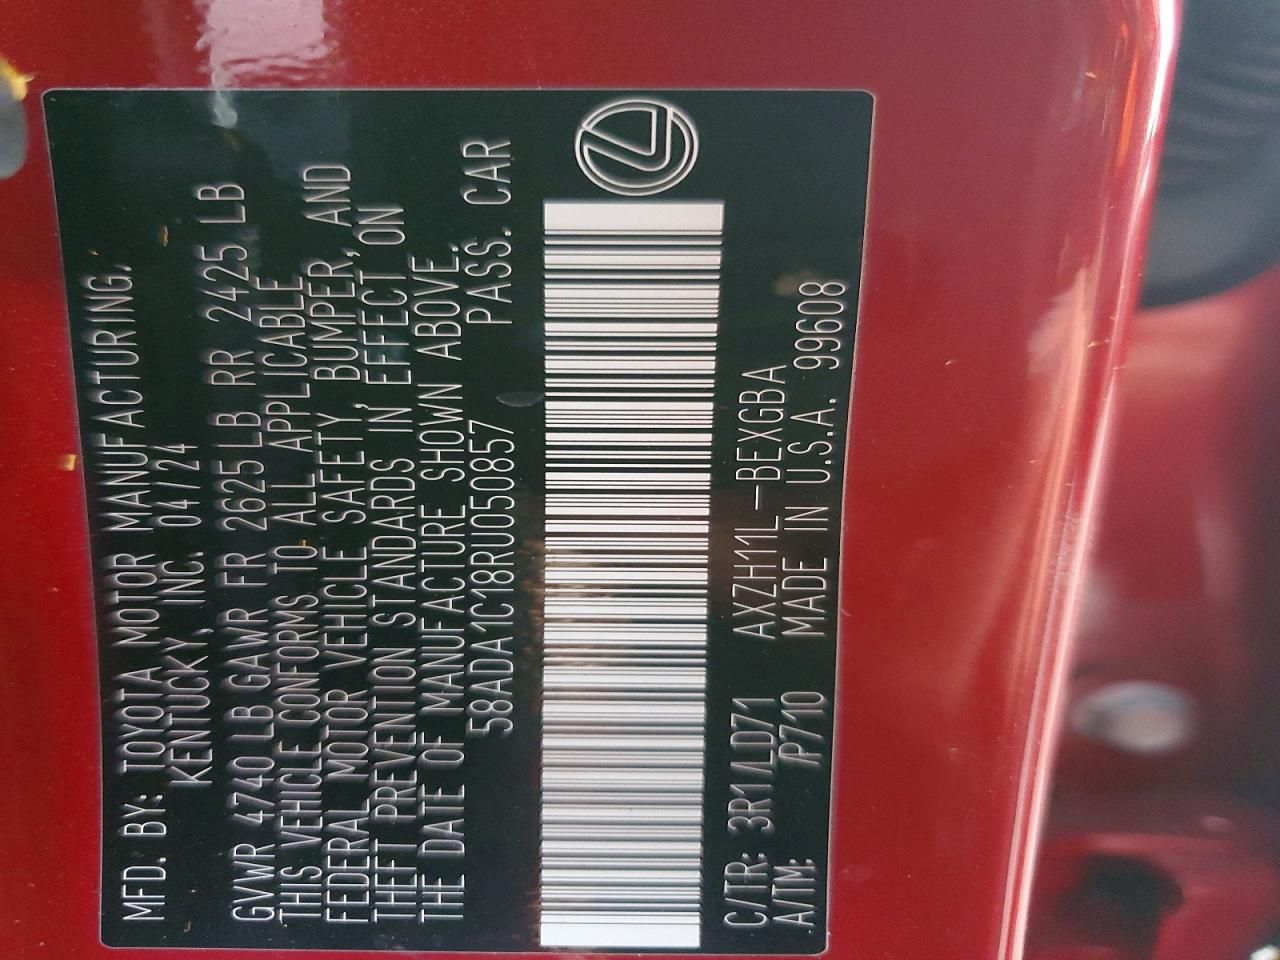 MFD. BY: TOYOTA MOTOR MANUFACTURING,
KENTUCKY, INC. 04/24
GVWR 4740 LB GAWR FR 2625 LB RR 2425 LB
THIS VEHICLE CONFORMS TO ALL APPLICABLE
FEDERAL MOTOR VEHICLE SAFETY, BUMPER, AND
THEFT PREVENTION STANDARDS IN EFFECT ON
THE DATE OF MANUFACTURE SHOWN ABOVE.
58ADA1C18RU050857 PASS. CAR
C/TR: 3R1/LD71 AXZH11L-BEXGBA
A/TM: /P710 MADE IN U.S.A. 99608